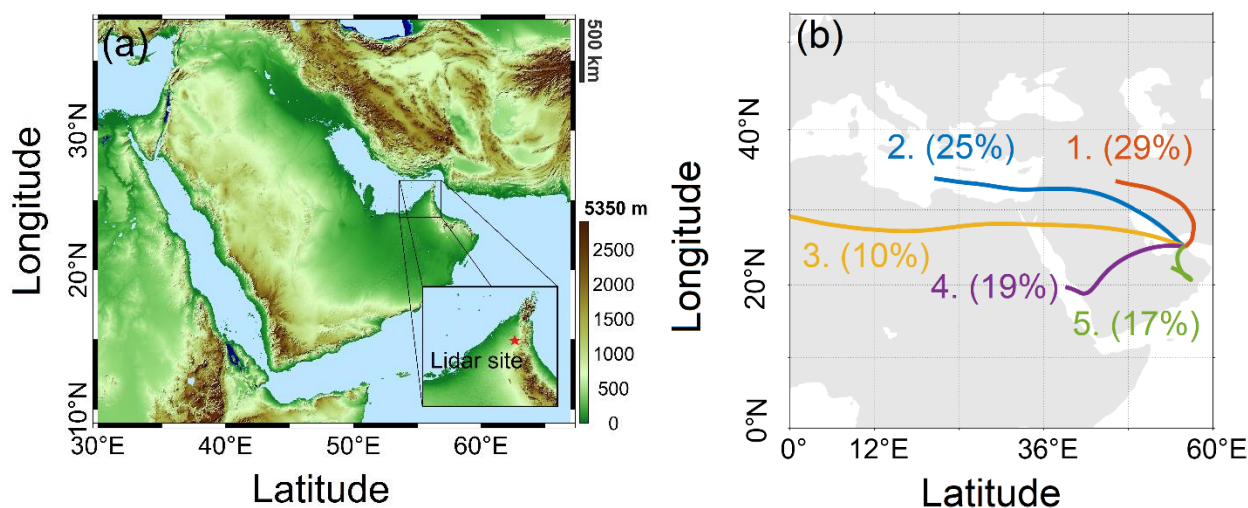 (a)
500 km
30°N
20°N
10°N
Longitude
30°E
40°E
50°E
60°E
Latitude
5350 m
2500
2000
1500
1000
500
0
Lidar site
(b)
40°N
20°N
0°N
Longitude
0°
12°E
36°E
60°E
Latitude
2. (25%)
1. (29%)
3. (10%)
4. (19%)
5. (17%)